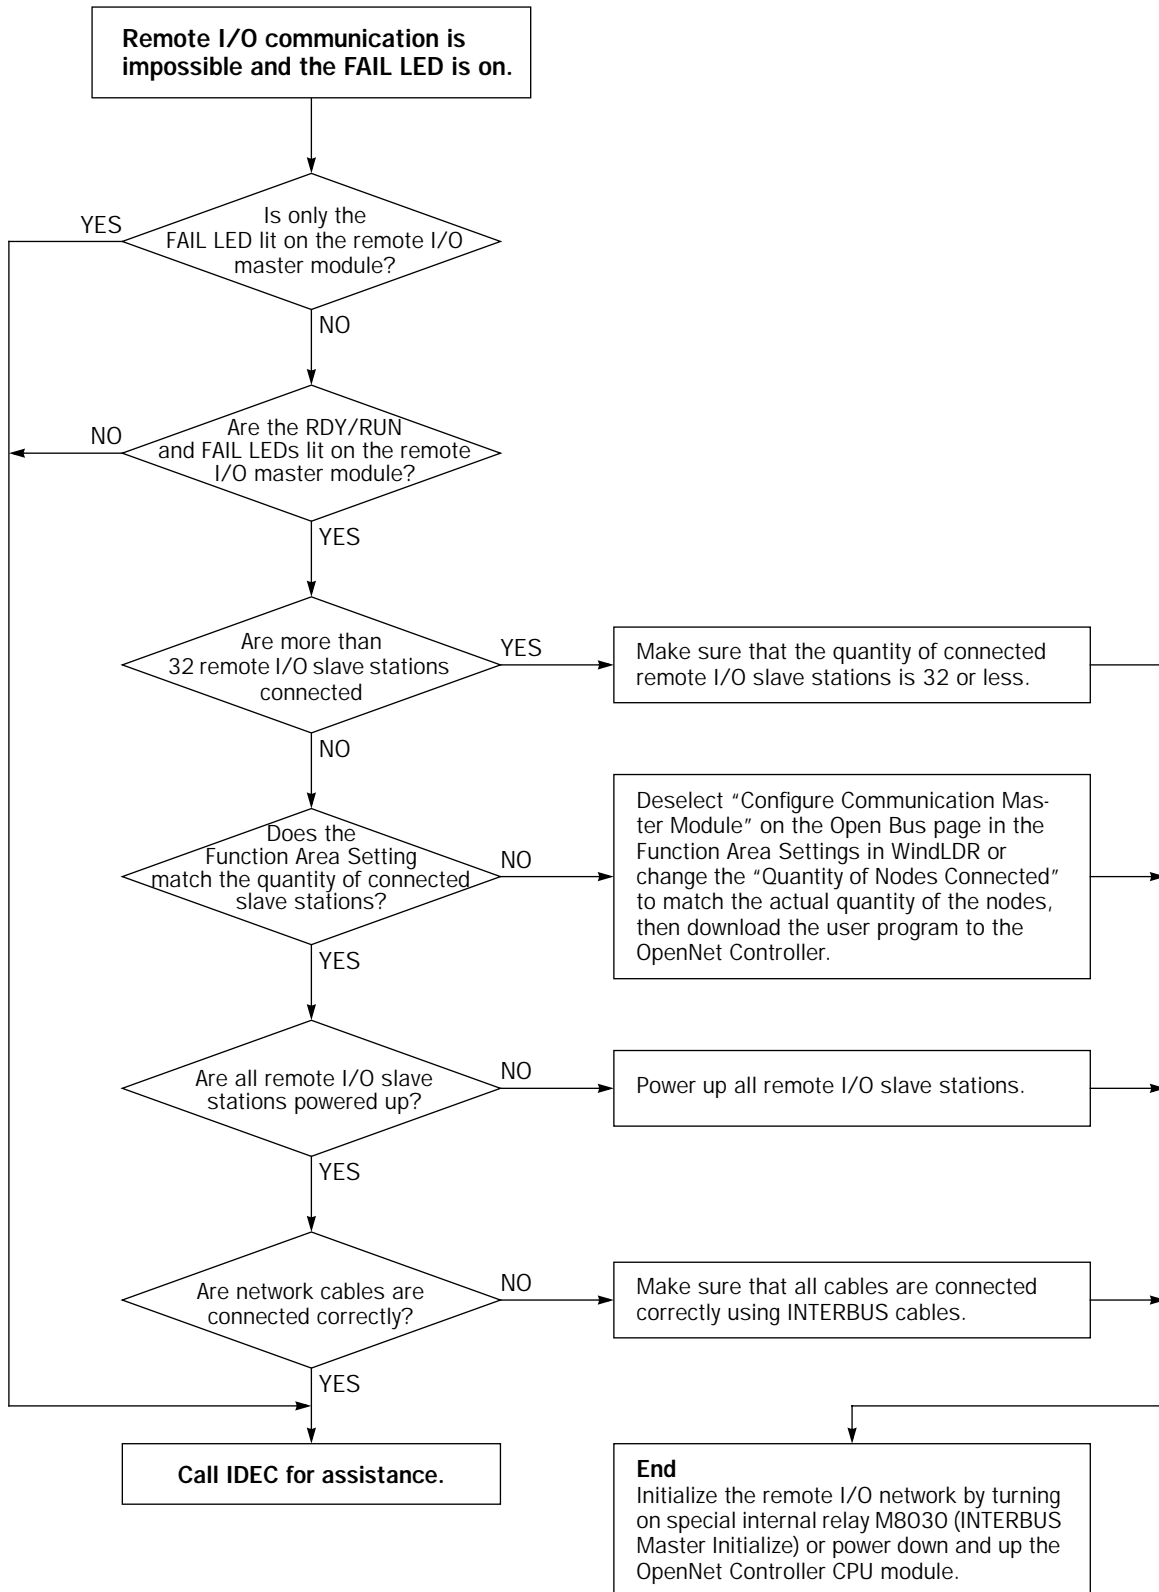 Remote I/O communication is
impossible and the FAIL LED is on.
YES
Is only the
FAIL LED lit on the remote I/O
master module?
NO
NO
Are the RDY/RUN
and FAIL LEDs lit on the remote
I/O master module?
YES
Are more than
32 remote I/O slave stations
connected
YES
Make sure that the quantity of connected
remote I/O slave stations is 32 or less.
NO
Does the
Function Area Setting
match the quantity of connected
slave stations?
NO
Deselect “Configure Communication Mas-
ter Module” on the Open Bus page in the
Function Area Settings in WindLDR or
change the “Quantity of Nodes Connected”
to match the actual quantity of the nodes,
then download the user program to the
OpenNet Controller.
YES
Are all remote I/O slave
stations powered up?
NO
Power up all remote I/O slave stations.
YES
Are network cables are
connected correctly?
NO
Make sure that all cables are connected
correctly using INTERBUS cables.
YES
Call IDEC for assistance.
End
Initialize the remote I/O network by turning
on special internal relay M8030 (INTERBUS
Master Initialize) or power down and up the
OpenNet Controller CPU module.